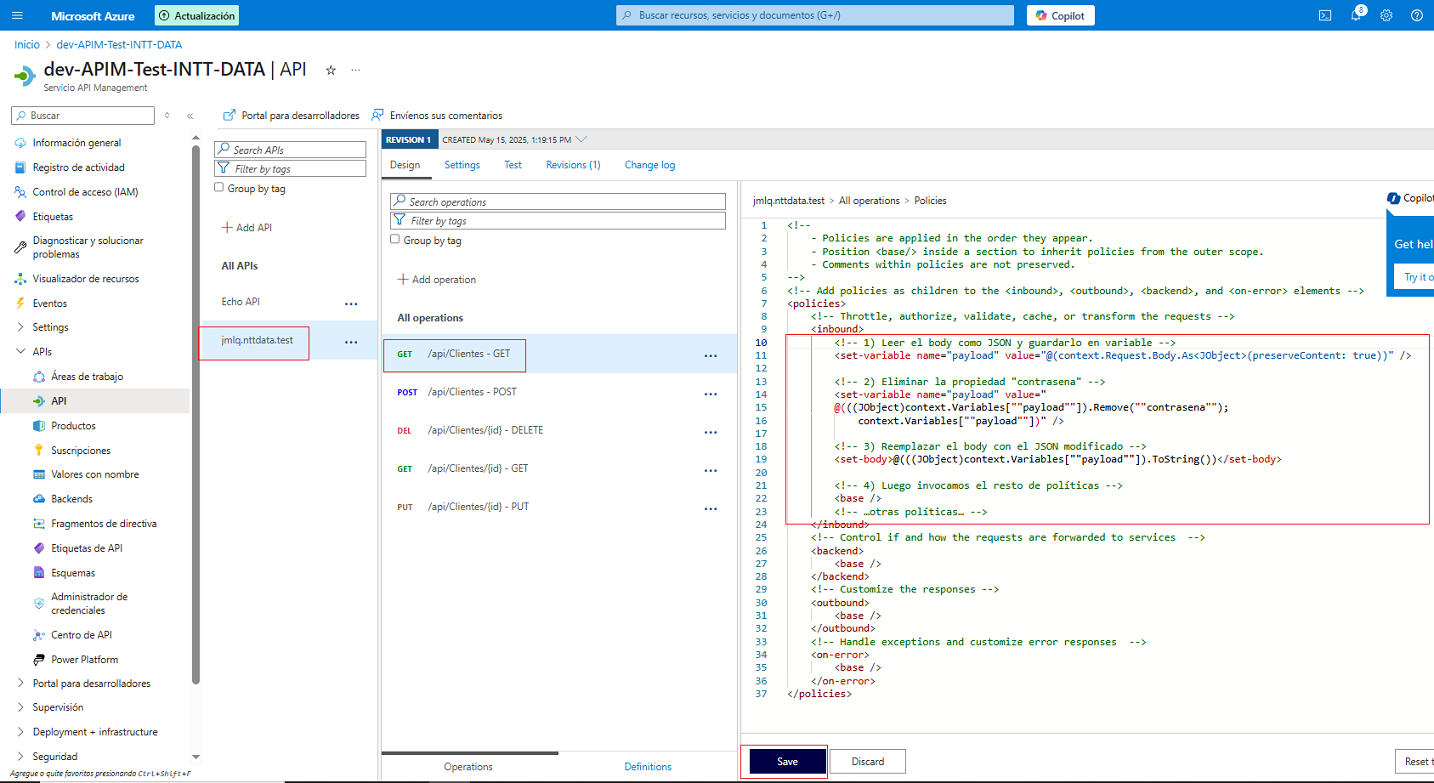 Microsoft Azure
Actualización
Buscar recursos, servicios y documentos (G+/)
Copilot
8
Inicio > dev-APIM-Test-INTT-DATA
dev-APIM-Test-INTT-DATA | API
Servicio API Management
Buscar
Portal para desarrolladores
Envíenos sus comentarios
Información general
Registro de actividad
Control de acceso (IAM)
Etiquetas
Diagnosticar y solucionar
problemas
Visualizador de recursos
Eventos
Settings
APIs
Áreas de trabajo
API
Productos
Suscripciones
Valores con nombre
Backends
Fragmentos de directiva
Etiquetas de API
Esquemas
Administrador de
credenciales
Centro de API
Power Platform
Portal para desarrolladores
Supervisión
Deployment + infrastructure
Seguridad
Agregue o quite favoritos presionando Ctrl+Shift+F
Search APIs
Filter by tags
Group by tag
Add API
All APIs
Echo API
jmlq.nttdata.test
REVISION 1
CREATED May 15, 2025, 1:19:15 PM
Design
Settings
Test
Revisions (1)
Change log
Search operations
Filter by tags
Group by tag
Add operation
All operations
GET /api/Clientes - GET
POST /api/Clientes - POST
DEL /api/Clientes/{id} - DELETE
GET /api/Clientes/{id} - GET
PUT /api/Clientes/{id} - PUT
Operations
Definitions
jmlq.nttdata.test > All operations > Policies
1 <!--
2 - Policies are applied in the order they appear.
3 - Position <base/> inside a section to inherit policies from the outer scope.
4 - Comments within policies are not preserved.
5 -->
6 <!-- Add policies as children to the <inbound>, <outbound>, <backend>, and <on-error> elements -->
7 <policies>
8 <!-- Throttle, authorize, validate, cache, or transform the requests -->
9 <inbound>
10 <!-- 1) Leer el body como JSON y guardarlo en variable -->
11 <set-variable name="payload" value="@(context.Request.Body.As<JObject>(preserveContent: true))" />
12
13 <!-- 2) Eliminar la propiedad "contrasena" -->
14 <set-variable name="payload" value="
15 @(((JObject)context.Variables[""payload""]).Remove(""contrasena"");
16 context.Variables[""payload""])" />
17
18 <!-- 3) Reemplazar el body con el JSON modificado -->
19 <set-body>@(((JObject)context.Variables[""payload""]).ToString())</set-body>
20
21 <!-- 4) Luego invocamos el resto de políticas -->
22 <base />
23 <!-- …otras políticas… -->
24 </inbound>
25 <!-- Control if and how the requests are forwarded to services  -->
26 <backend>
27 <base />
28 </backend>
29 <!-- Customize the responses -->
30 <outbound>
31 <base />
32 </outbound>
33 <!-- Handle exceptions and customize error responses  -->
34 <on-error>
35 <base />
36 </on-error>
37 </policies>
Copilot
Get hel
Try it o
Save
Discard
Reset t